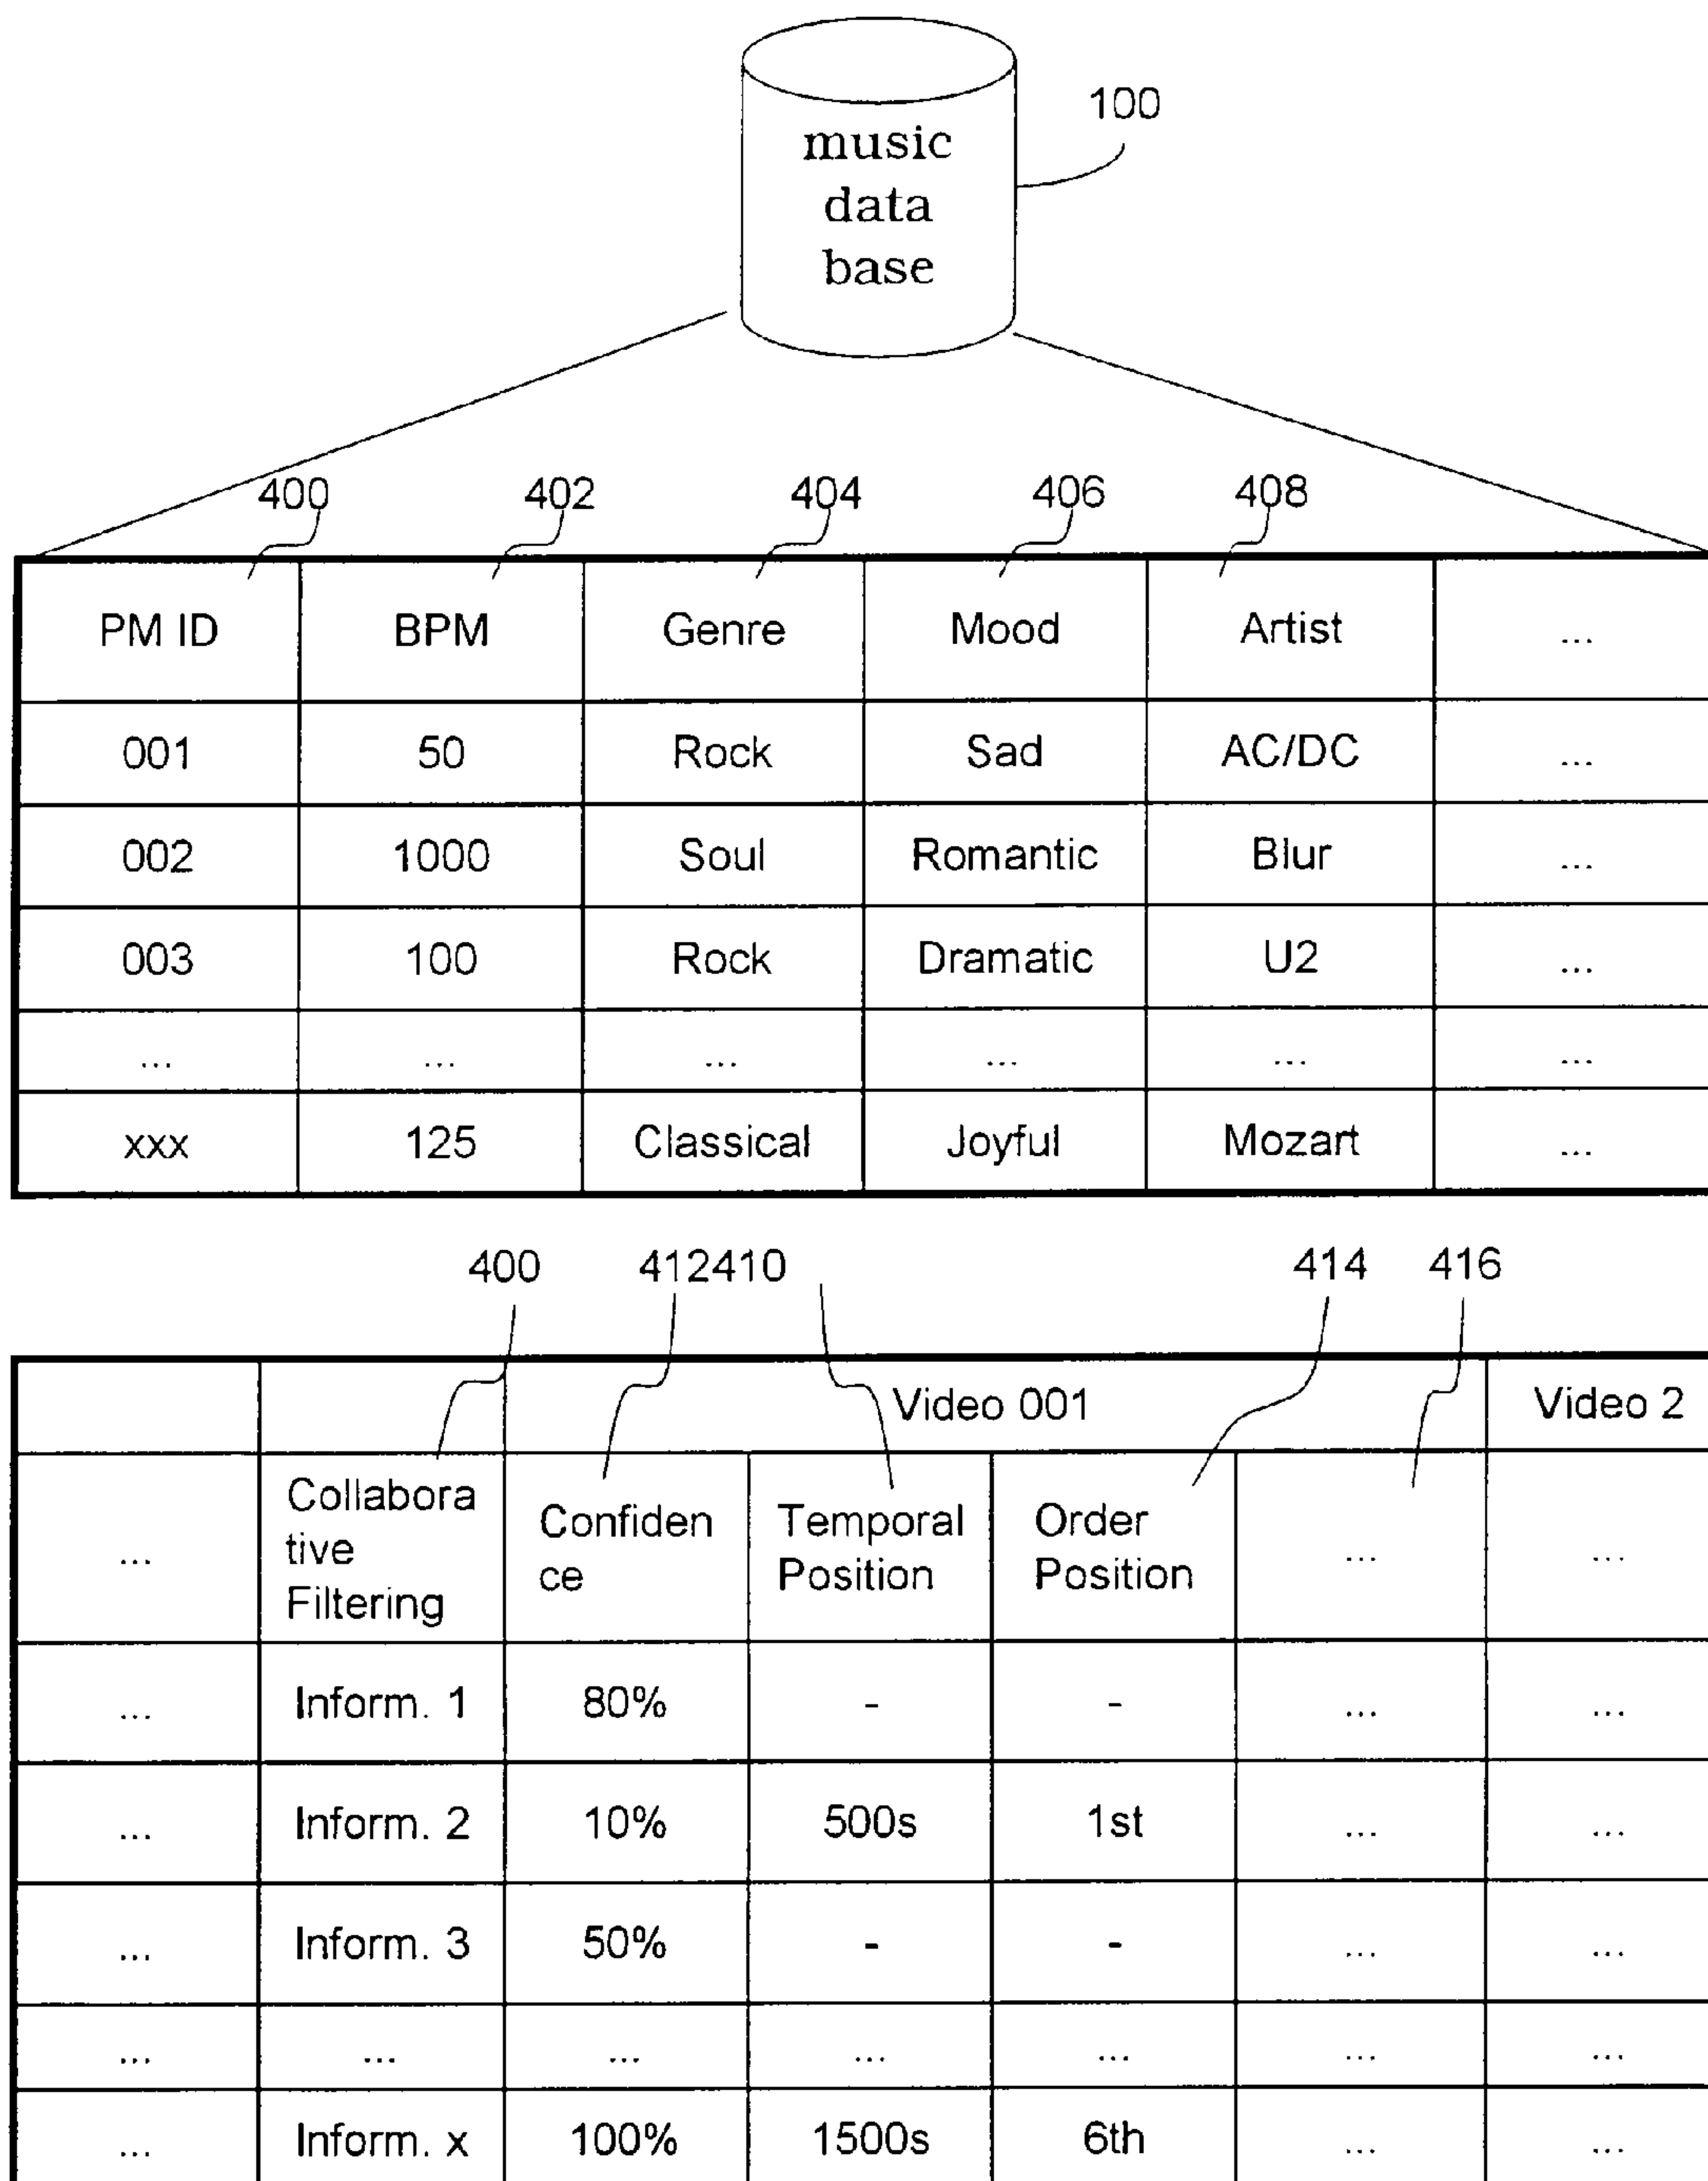 100
music
data
base
400 402 404 406 408
PM ID BPM Genre Mood Artist ...
001 50 Rock Sad AC/DC ...
002 1000 Soul Romantic Blur ...
003 100 Rock Dramatic U2 ...
... ... ... ... ... ...
xxx 125 Classical Joyful Mozart ...
400 412410 414 416
Video 001 Video 2
... Collabora
tive
Filtering
Confiden
ce
Temporal
Position
Order
Position
... ...
... Inform. 1 80% - - ... ...
... Inform. 2 10% 500s 1st ... ...
... Inform. 3 50% - - ... ...
... ... ... ... ... ... ...
... Inform. x 100% 1500s 6th ... ...